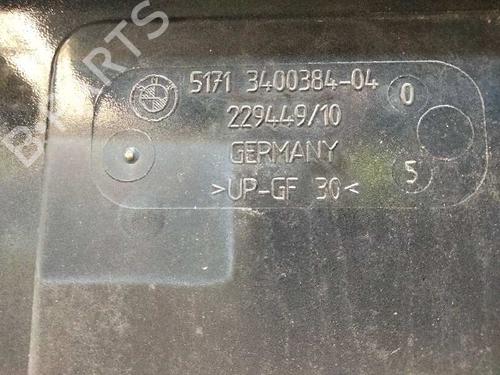 B-PARTS
5171 3400384-04 0
229449/10
GERMANY 5
>UP-GF 30<